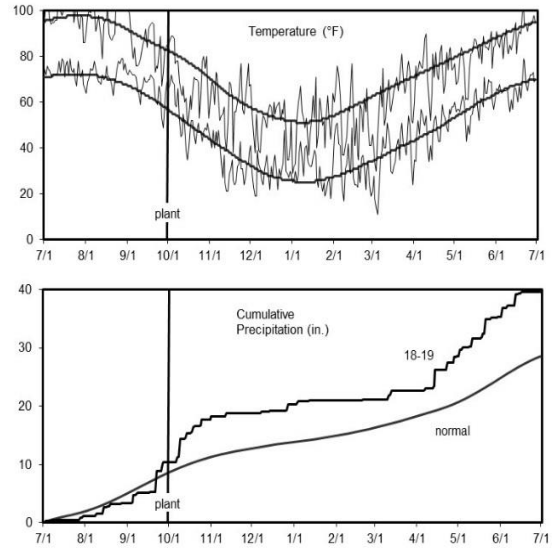 100
Temperature (°F)
80
60
40
20
plant
0
7/1 8/1 9/1 10/1 11/1 12/1 1/1 2/1 3/1 4/1 5/1 6/1 7/1
40
Cumulative
Precipitation (in.)
30
18-19
20
normal
10
plant
0
7/1 8/1 9/1 10/1 11/1 12/1 1/1 2/1 3/1 4/1 5/1 6/1 7/1